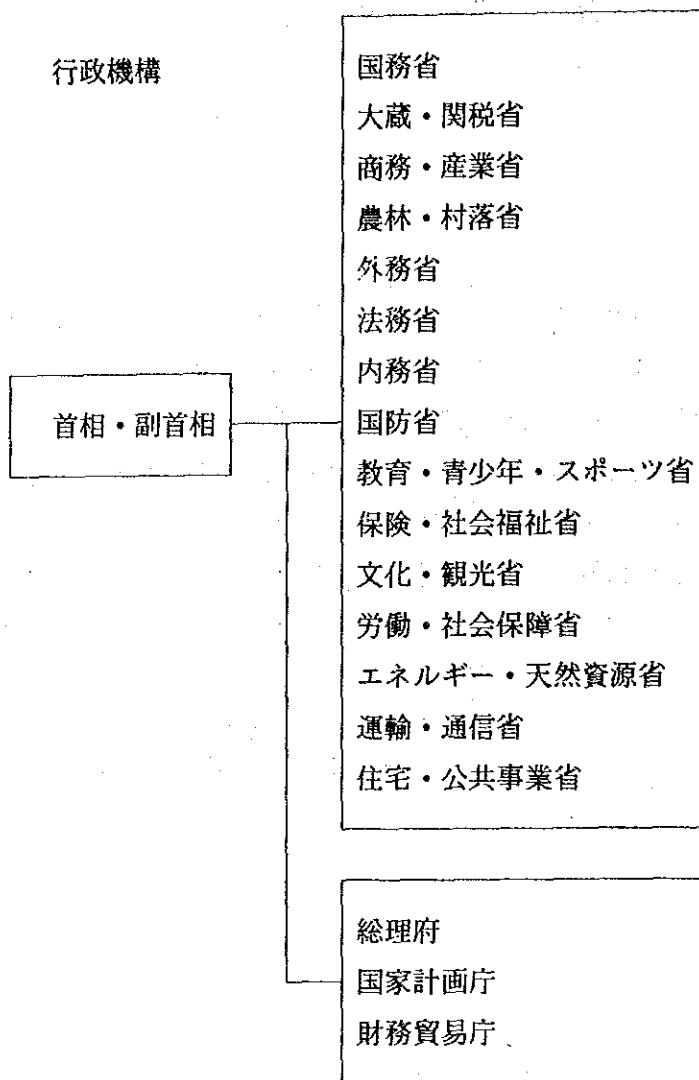 行政機構
国務省
大蔵・関税省
商務・産業省
農林・村落省
外務省
法務省
内務省
首相・副首相
国防省
教育・青少年・スポーツ省
保険・社会福祉省
文化・観光省
労働・社会保障省
エネルギー・天然資源省
運輸・通信省
住宅・公共事業省
総理府
国家計画庁
財務貿易庁